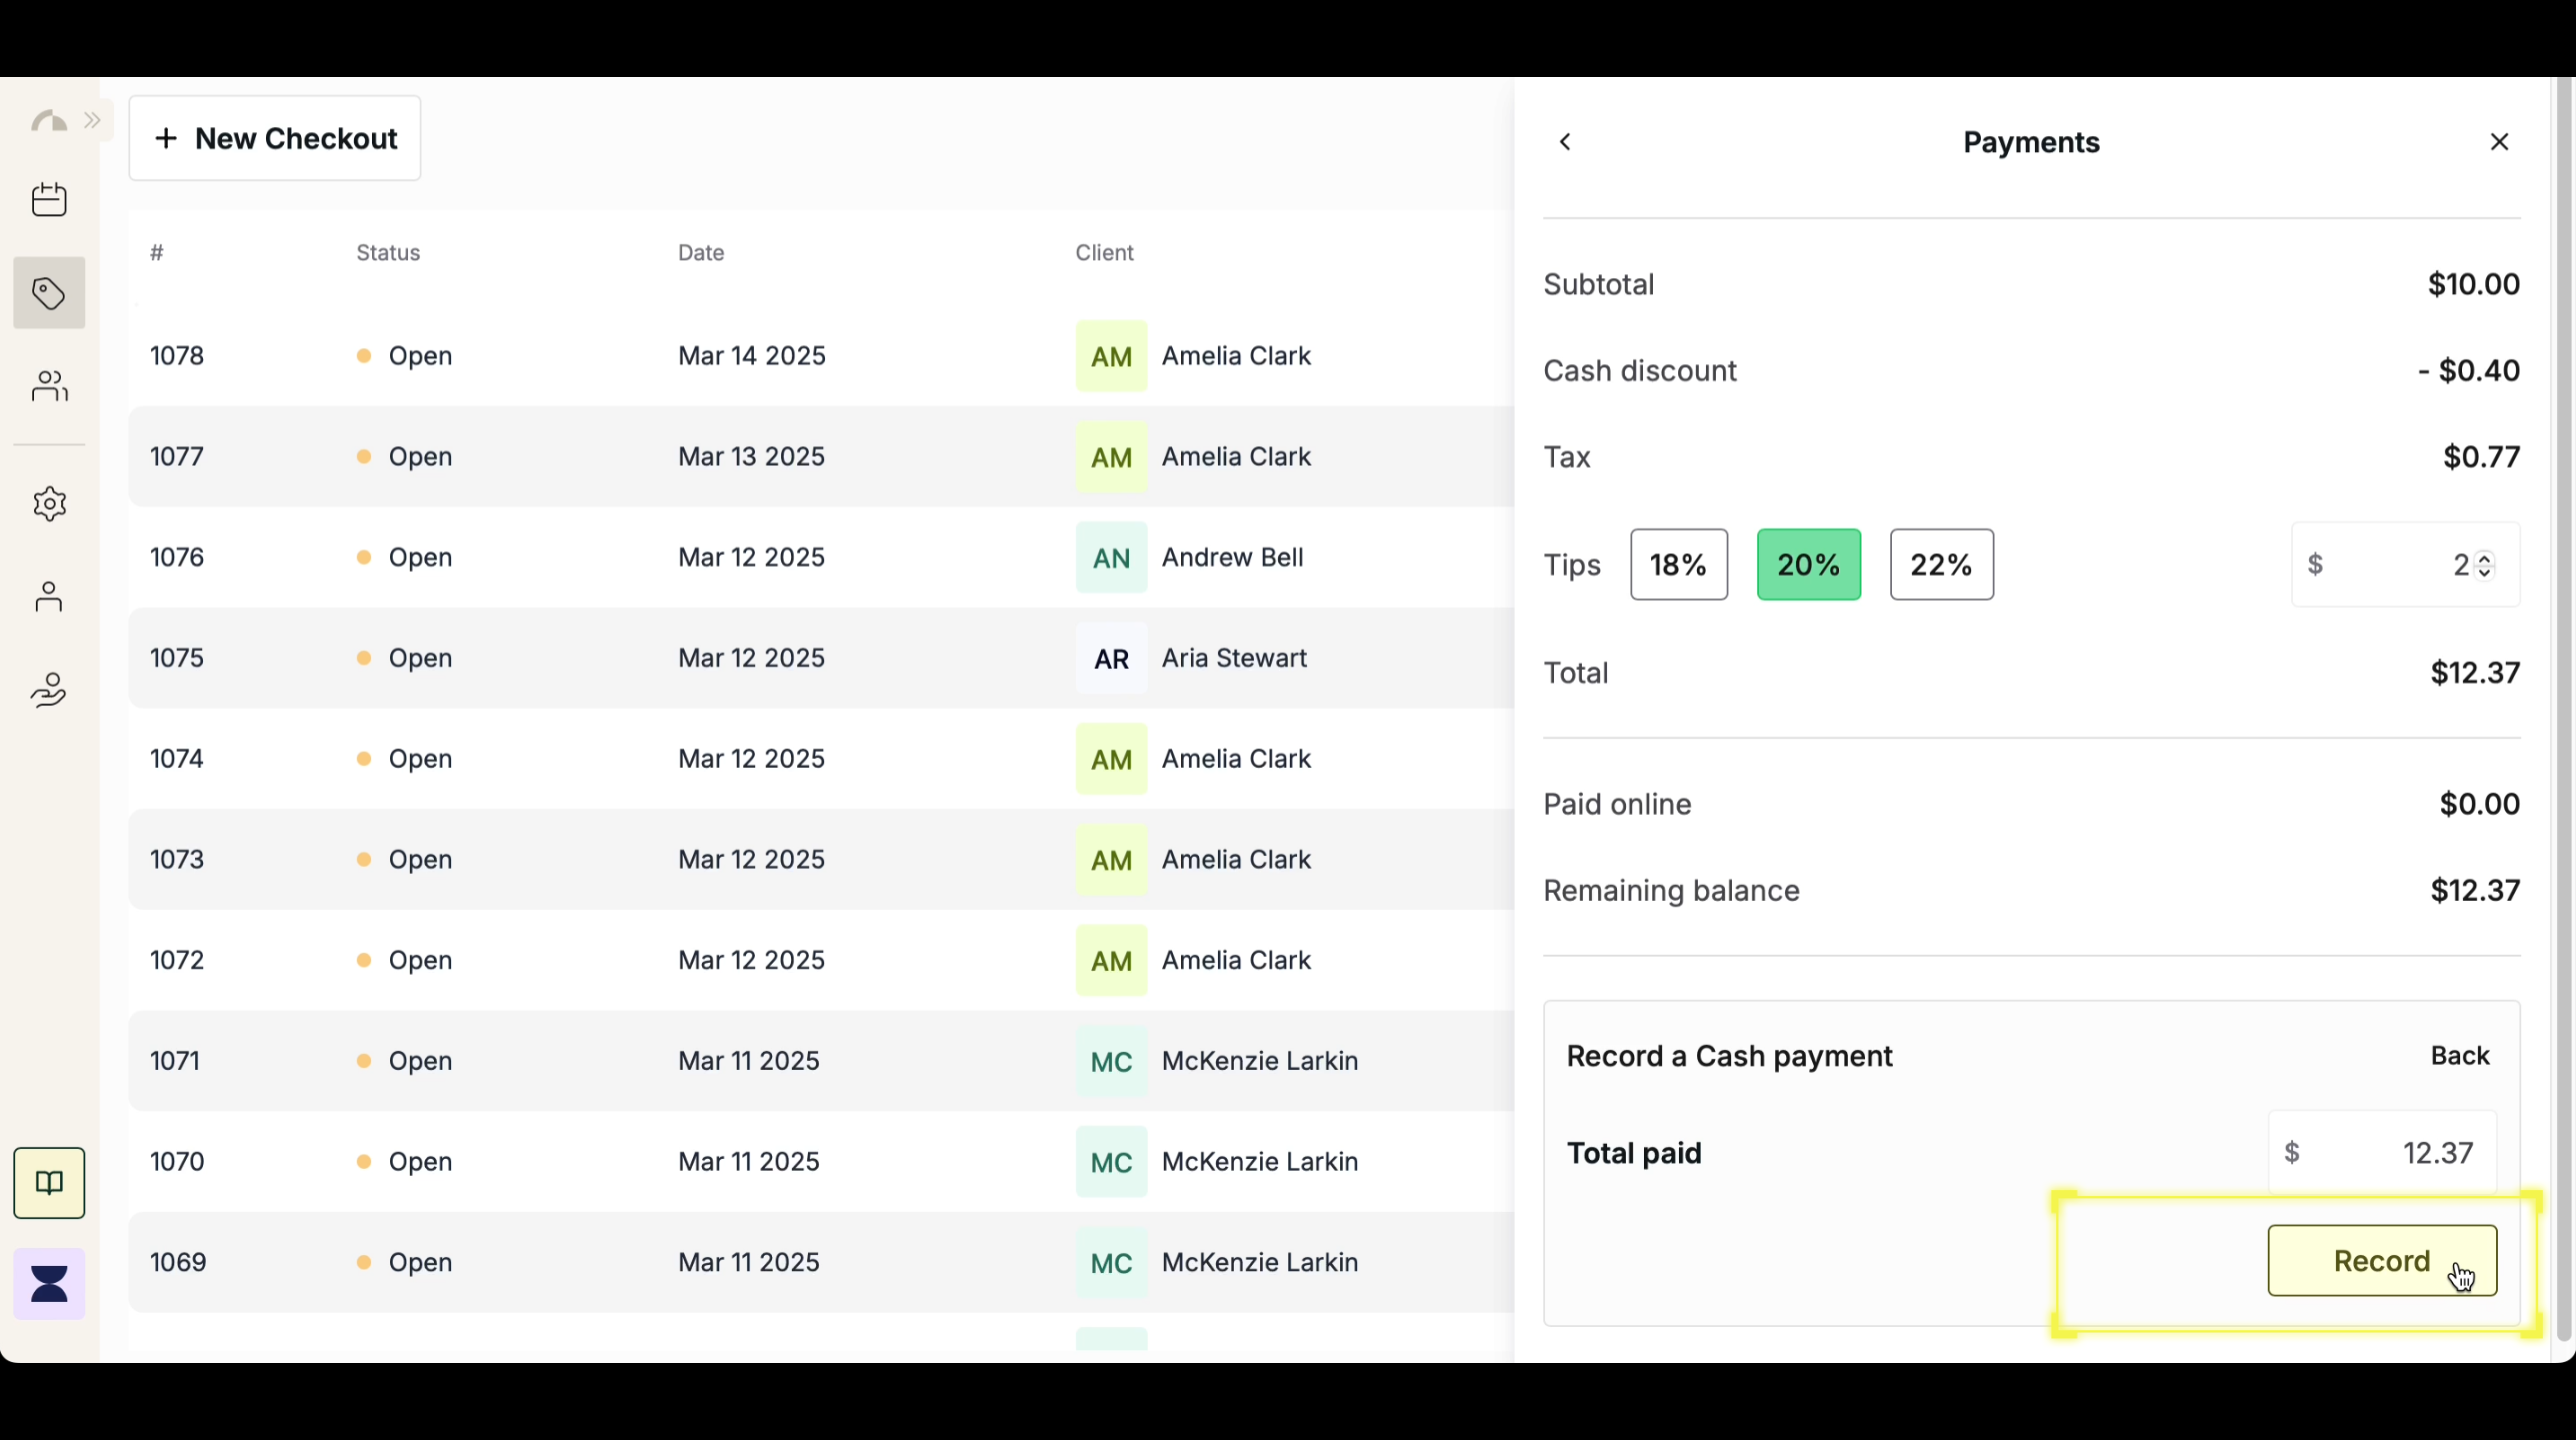 + New Checkout
# Status Date Client
1078 Open Mar 14 2025 AM Amelia Clark
1077 Open Mar 13 2025 AM Amelia Clark
1076 Open Mar 12 2025 AN Andrew Bell
1075 Open Mar 12 2025 AR Aria Stewart
1074 Open Mar 12 2025 AM Amelia Clark
1073 Open Mar 12 2025 AM Amelia Clark
1072 Open Mar 12 2025 AM Amelia Clark
1071 Open Mar 11 2025 MC McKenzie Larkin
1070 Open Mar 11 2025 MC McKenzie Larkin
1069 Open Mar 11 2025 MC McKenzie Larkin
Payments
Subtotal $10.00
Cash discount - $0.40
Tax $0.77
Tips 18% 20% 22% $ 2
Total $12.37
Paid online $0.00
Remaining balance $12.37
Record a Cash payment Back
Total paid $ 12.37
Record